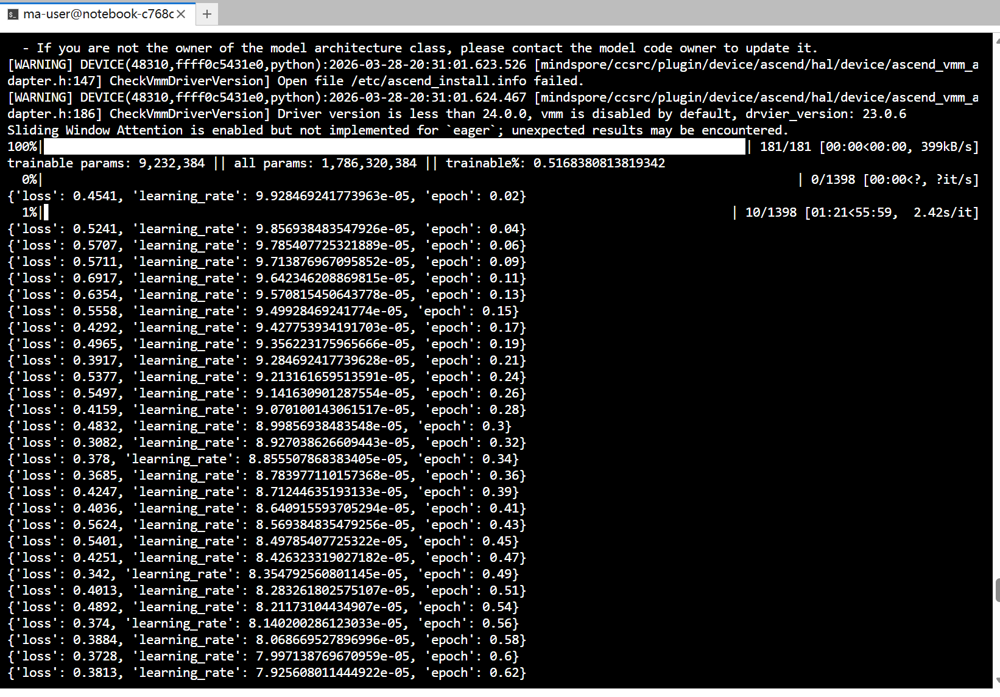 ma-user@notebook-c768c
- If you are not the owner of the model architecture class, please contact the model code owner to update it.
[WARNING] DEVICE(48310,ffff0c5431e0,python):2026-03-28-20:31:01.623.526 [mindspore/ccsrc/plugin/device/ascend/hal/device/ascend_vmm_a
dapter.h:147] CheckVmmDriverVersion] Open file /etc/ascend_install.info failed.
[WARNING] DEVICE(48310,ffff0c5431e0,python):2026-03-28-20:31:01.624.467 [mindspore/ccsrc/plugin/device/ascend/hal/device/ascend_vmm_a
dapter.h:186] CheckVmmDriverVersion] Driver version is less than 24.0.0, vmm is disabled by default, drvier_version: 23.0.6
Sliding Window Attention is enabled but not implemented for `eager`; unexpected results may be encountered.
100%| | 181/181 [00:00<00:00, 399kB/s]
trainable params: 9,232,384 || all params: 1,786,320,384 || trainable%: 0.5168380813819342
0%| | 0/1398 [00:00<?, ?it/s]
{'loss': 0.4541, 'learning_rate': 9.928469241773963e-05, 'epoch': 0.02}
1%| | 10/1398 [01:21<55:59, 2.42s/it]
{'loss': 0.5241, 'learning_rate': 9.856938483547926e-05, 'epoch': 0.04}
{'loss': 0.5707, 'learning_rate': 9.785407725321889e-05, 'epoch': 0.06}
{'loss': 0.5711, 'learning_rate': 9.713876967095852e-05, 'epoch': 0.09}
{'loss': 0.6917, 'learning_rate': 9.642346208869815e-05, 'epoch': 0.11}
{'loss': 0.6354, 'learning_rate': 9.570815450643778e-05, 'epoch': 0.13}
{'loss': 0.5558, 'learning_rate': 9.49928469241774e-05, 'epoch': 0.15}
{'loss': 0.4292, 'learning_rate': 9.427753934191703e-05, 'epoch': 0.17}
{'loss': 0.4965, 'learning_rate': 9.356223175965666e-05, 'epoch': 0.19}
{'loss': 0.3917, 'learning_rate': 9.284692417739628e-05, 'epoch': 0.21}
{'loss': 0.5377, 'learning_rate': 9.213161659513591e-05, 'epoch': 0.24}
{'loss': 0.5497, 'learning_rate': 9.141630901287554e-05, 'epoch': 0.26}
{'loss': 0.4159, 'learning_rate': 9.070100143061517e-05, 'epoch': 0.28}
{'loss': 0.4832, 'learning_rate': 8.99856938483548e-05, 'epoch': 0.3}
{'loss': 0.3082, 'learning_rate': 8.927038626609443e-05, 'epoch': 0.32}
{'loss': 0.378, 'learning_rate': 8.855507868383405e-05, 'epoch': 0.34}
{'loss': 0.3685, 'learning_rate': 8.783977110157368e-05, 'epoch': 0.36}
{'loss': 0.4247, 'learning_rate': 8.71244635193133e-05, 'epoch': 0.39}
{'loss': 0.4036, 'learning_rate': 8.640915593705294e-05, 'epoch': 0.41}
{'loss': 0.5624, 'learning_rate': 8.569384835479256e-05, 'epoch': 0.43}
{'loss': 0.5401, 'learning_rate': 8.49785407725322e-05, 'epoch': 0.45}
{'loss': 0.4251, 'learning_rate': 8.426323319027182e-05, 'epoch': 0.47}
{'loss': 0.342, 'learning_rate': 8.354792560801145e-05, 'epoch': 0.49}
{'loss': 0.4013, 'learning_rate': 8.283261802575107e-05, 'epoch': 0.51}
{'loss': 0.4892, 'learning_rate': 8.21173104434907e-05, 'epoch': 0.54}
{'loss': 0.374, 'learning_rate': 8.140200286123033e-05, 'epoch': 0.56}
{'loss': 0.3884, 'learning_rate': 8.068669527896996e-05, 'epoch': 0.58}
{'loss': 0.3728, 'learning_rate': 7.997138769670959e-05, 'epoch': 0.6}
{'loss': 0.3813, 'learning_rate': 7.925608011444922e-05, 'epoch': 0.62}